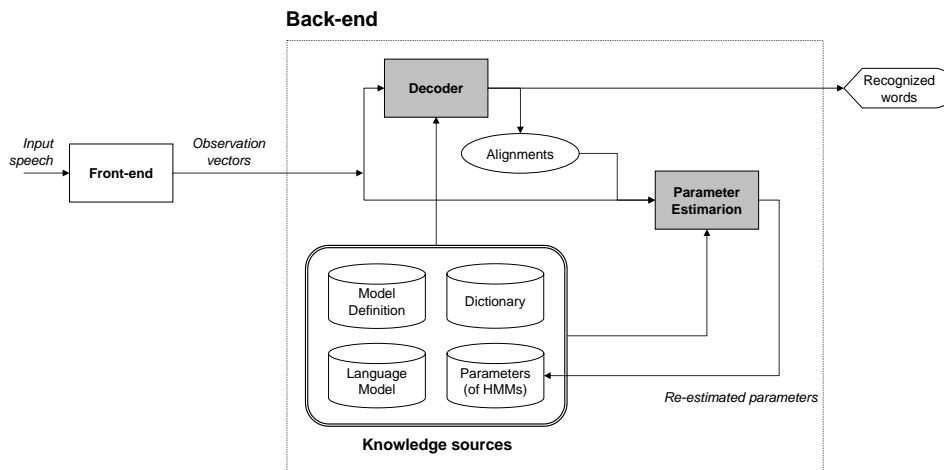 Back-end
Decoder
Recognized
words
Input
speech
Observation
vectors
Front-end
Alignments
Parameter
Estimarion
Model
Definition
Dictionary
Language
Model
Parameters
(of HMMs)
Re-estimated parameters
Knowledge sources